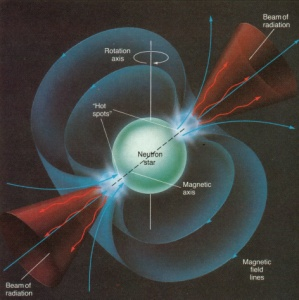 Beam of
radiation
Rotation
axis
"Hot
spots"
Neutron
star
Magnetic
axis
Magnetic
field
lines
Beam of
radiation